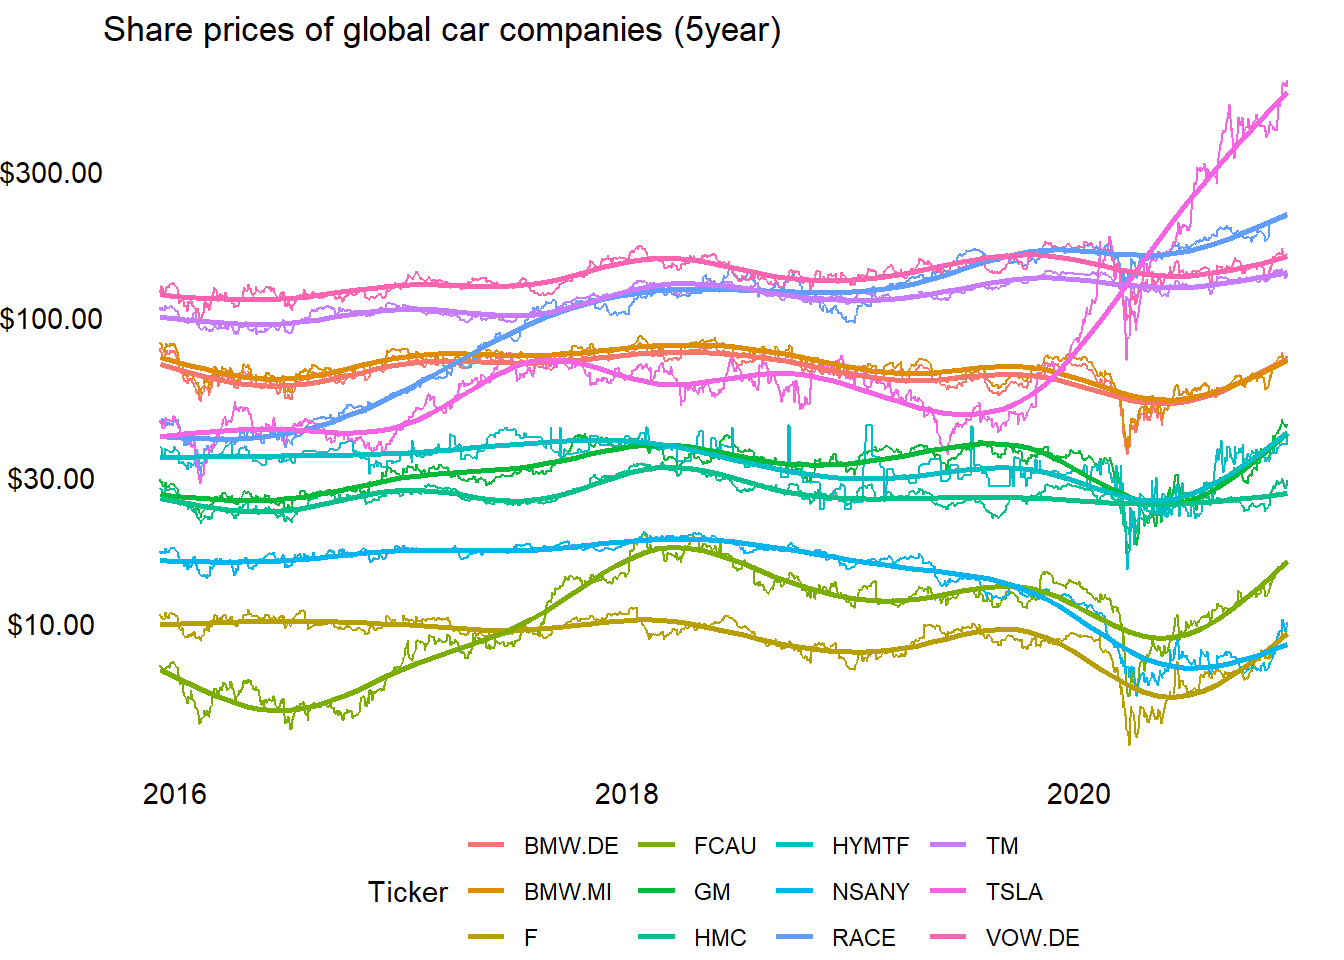 Share prices of global car companies (5year)
$300.00
$100.00
$30.00
$10.00
2016 2018 2020
BMW.DE FCAU HYMTF TM
Ticker BMW.MI GM NSANY TSLA
F HMC RACE VOW.DE